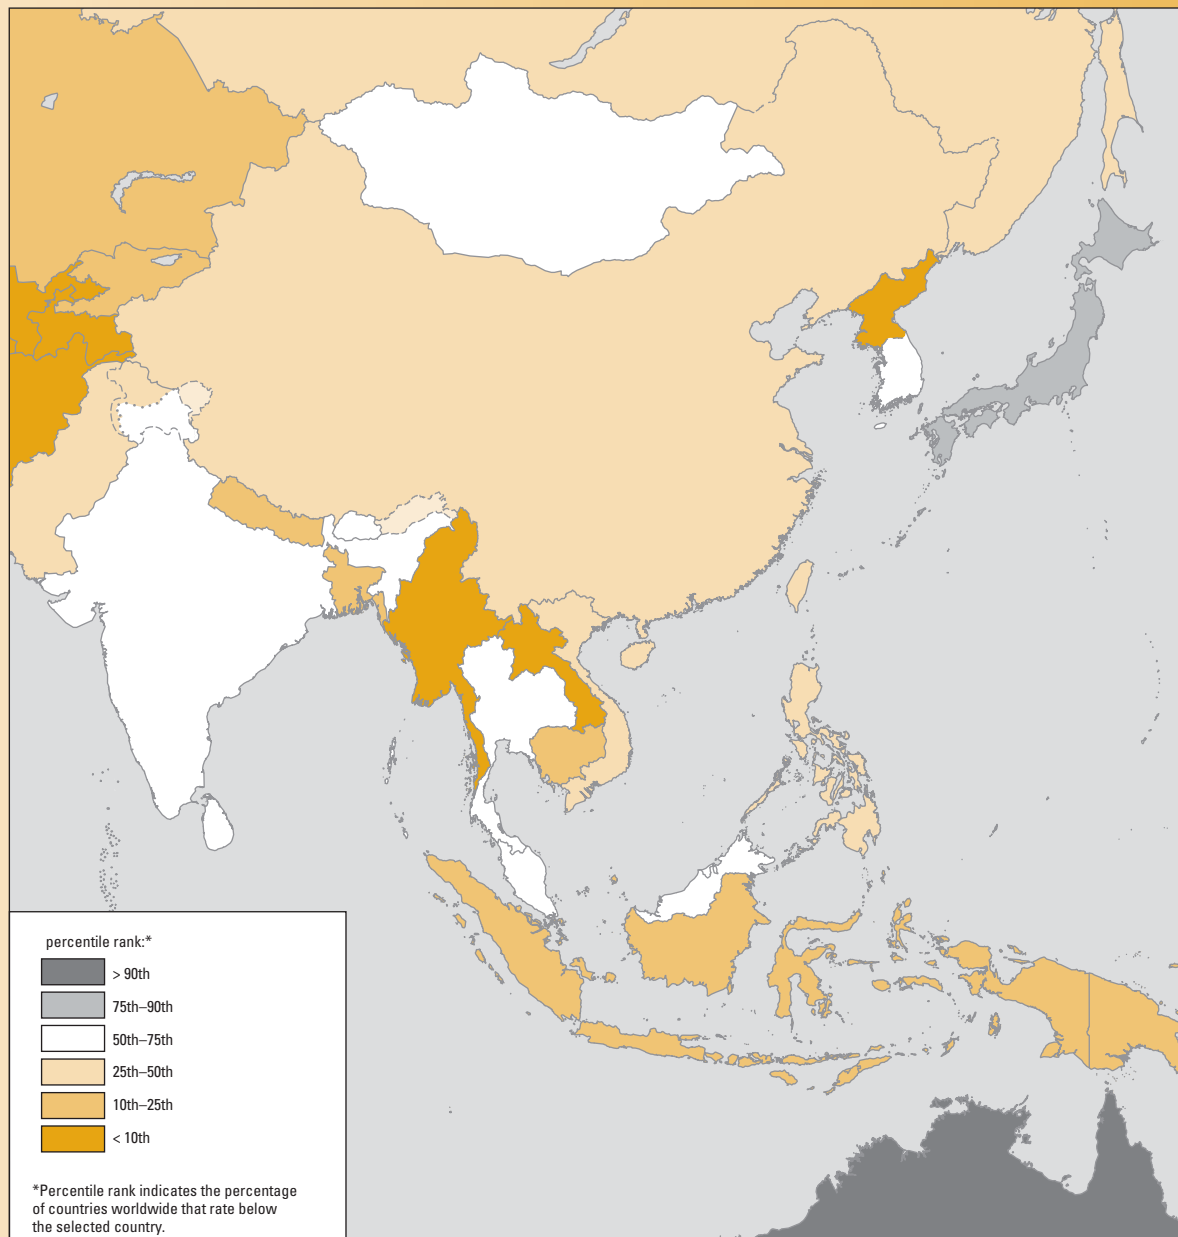 percentile rank:*
> 90th
75th–90th
50th–75th
25th–50th
10th–25th
< 10th
*Percentile rank indicates the percentage
of countries worldwide that rate below
the selected country.